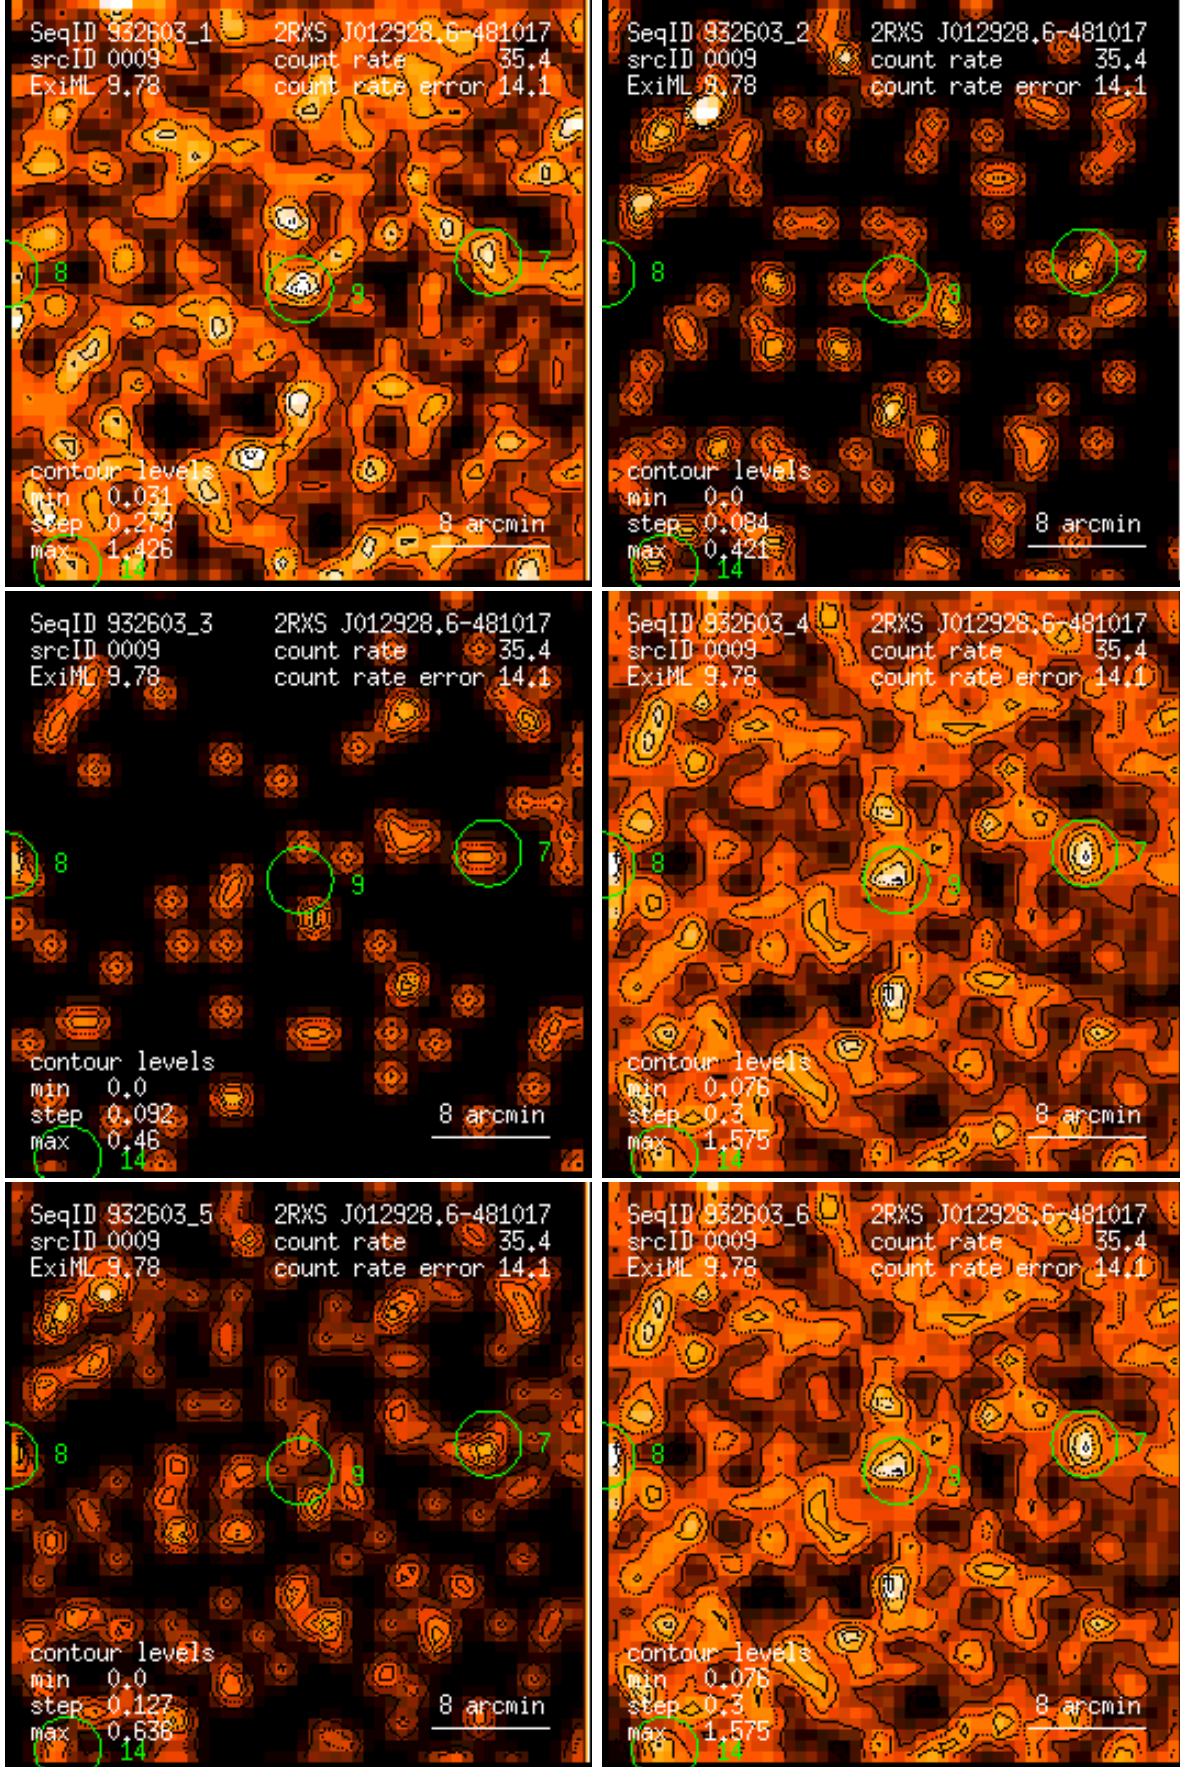 SeqID 932603_1 2RXS J012928.6-481017
srcID 0009 count rate 35.4
ExiML 9.78 count rate error 14.1
8
7
9
contour levels
min 0.031
step 0.279
max 1.426
8 arcmin
14
SeqID 932603_2 2RXS J012928.6-481017
srcID 0009 count rate 35.4
ExiML 9.78 count rate error 14.1
8
7
9
contour levels
min 0.0
step 0.084
max 0.421
8 arcmin
14
SeqID 932603_3 2RXS J012928.6-481017
srcID 0009 count rate 35.4
ExiML 9.78 count rate error 14.1
8
7
9
contour levels
min 0.0
step 0.092
max 0.46
8 arcmin
14
SeqID 932603_4 2RXS J012928.6-481017
srcID 0009 count rate 35.4
ExiML 9.78 count rate error 14.1
8
7
9
contour levels
min 0.076
step 0.3
max 1.575
8 arcmin
14
SeqID 932603_5 2RXS J012928.6-481017
srcID 0009 count rate 35.4
ExiML 9.78 count rate error 14.1
8
7
9
contour levels
min 0.0
step 0.127
max 0.636
8 arcmin
14
SeqID 932603_6 2RXS J012928.6-481017
srcID 0009 count rate 35.4
ExiML 9.78 count rate error 14.1
8
7
9
contour levels
min 0.076
step 0.3
max 1.575
8 arcmin
14